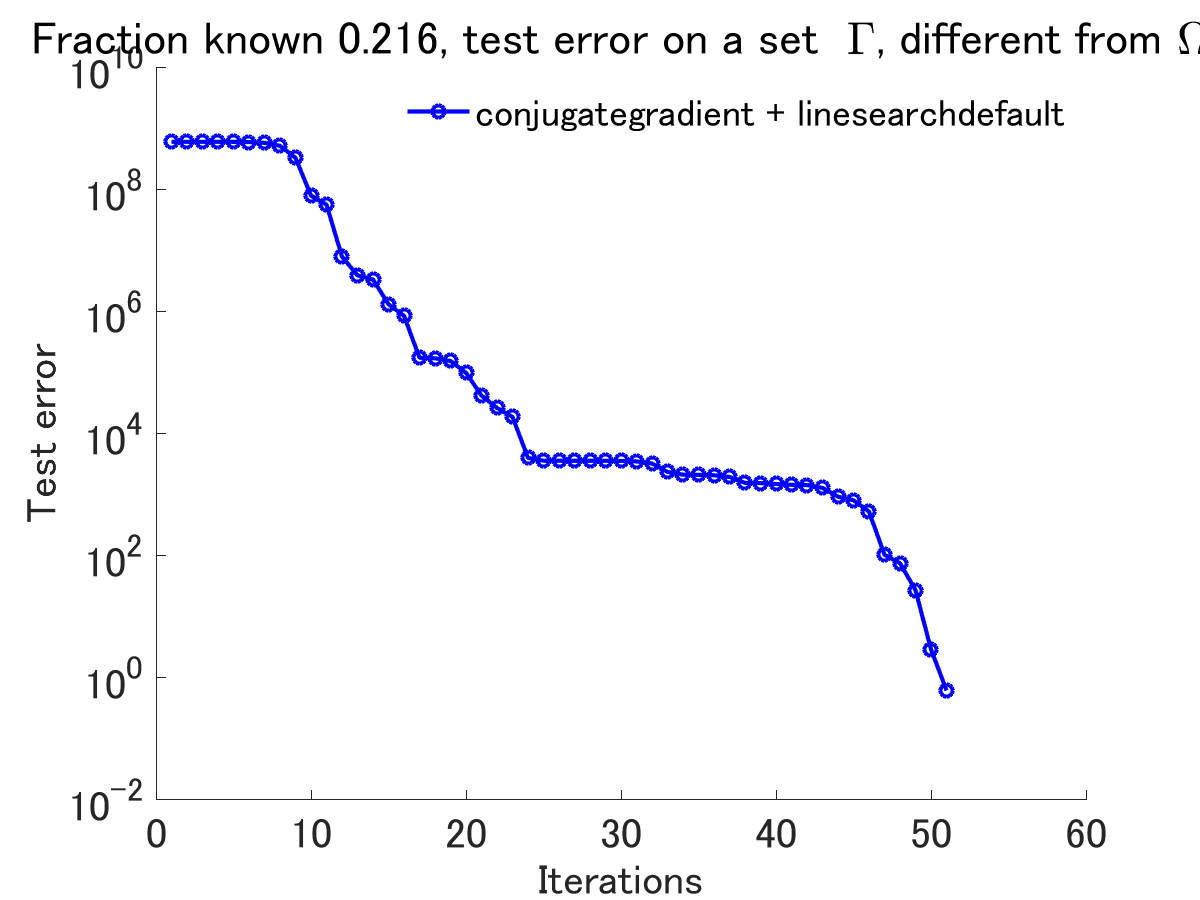 Fraction known 0.216, test error on a set Γ, different from Ω
10^10
conjugategradient + linesearchdefault
10^8
10^6
10^4
10^2
10^0
10^−2
Test error
0 10 20 30 40 50 60
Iterations